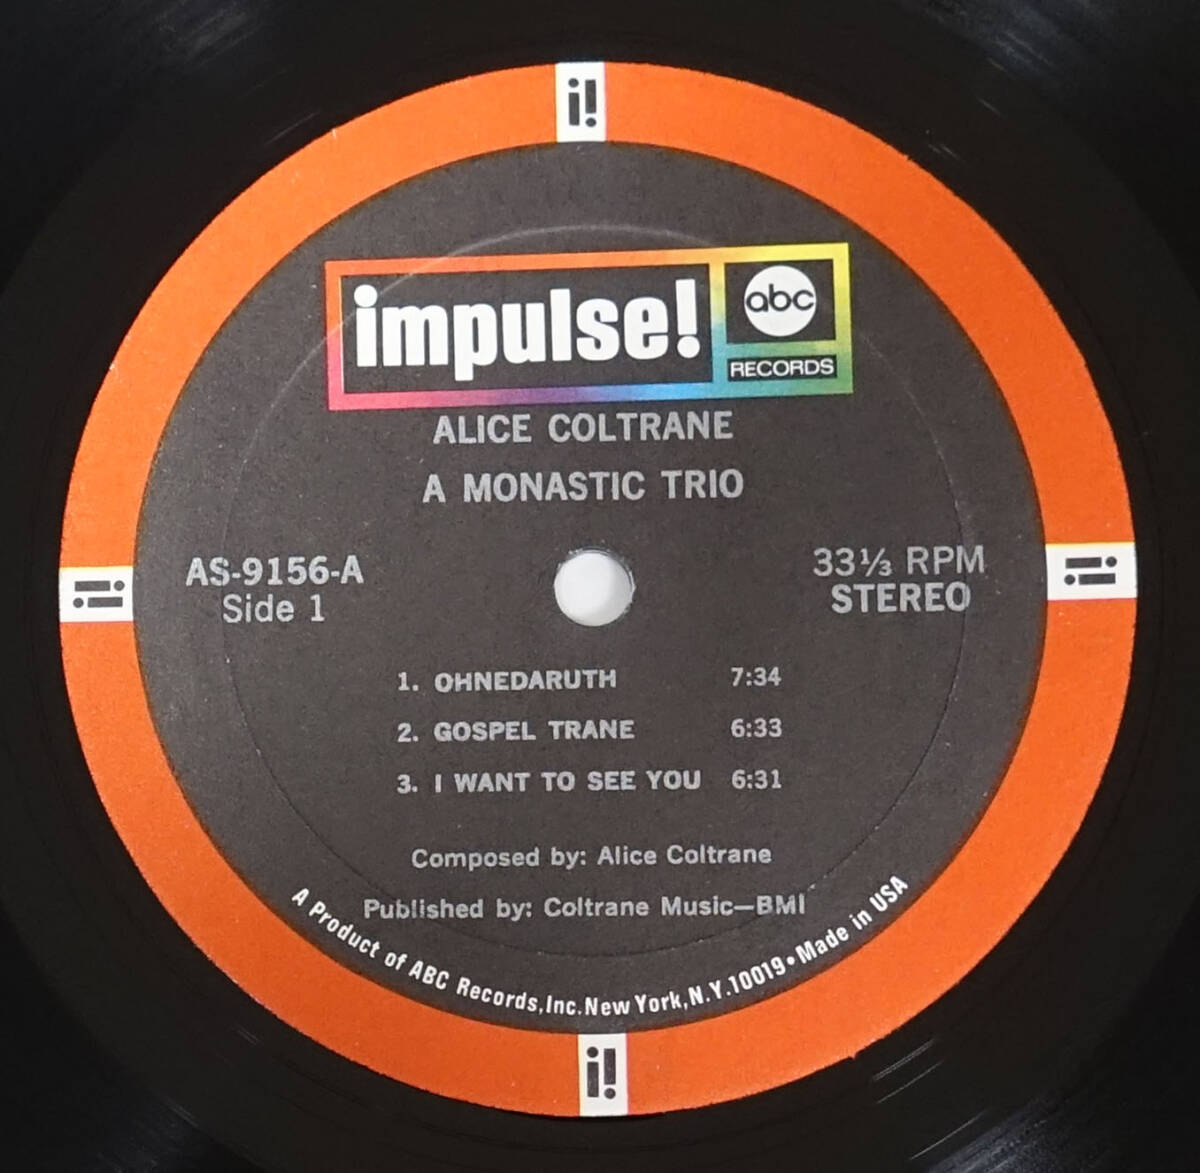 i!
impulse!
abc
RECORDS
ALICE COLTRANE
A MONASTIC TRIO
AS-9156-A
Side 1
33⅓ RPM
STEREO
i!
i!
1. OHNEDARUTH 7:34
2. GOSPEL TRANE 6:33
3. I WANT TO SEE YOU 6:31
Composed by: Alice Coltrane
Published by: Coltrane Music—BMI
A Product of ABC Records, Inc. New York, N.Y. 10019 • Made in USA
i!